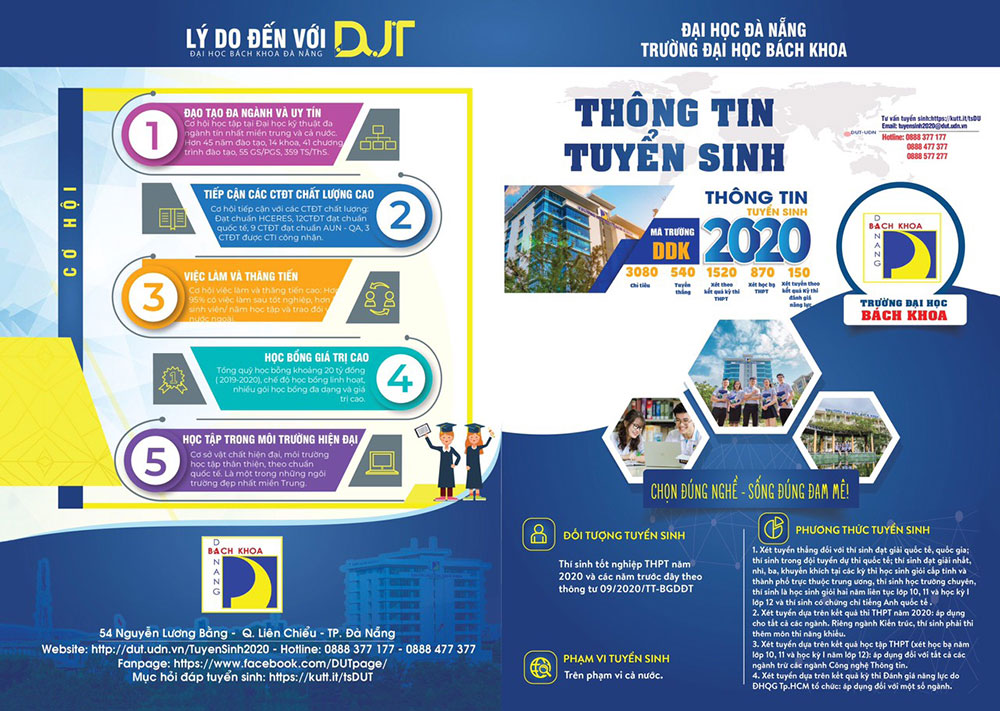 LÝ DO ĐẾN VỚI DUT
ĐẠI HỌC BÁCH KHOA ĐÀ NẴNG
CƠ HỘI
1
ĐẠO TẠO ĐA NGÀNH VÀ UY TÍN
Cơ hội học tập tại Đại học kỹ thuật đa
ngành tín nhất miền trung và cả nước.
Hơn 45 năm đào tạo, 14 khoa, 41 chương
trình đào tạo, 55 GS/PGS, 359 TS/ThS.
TIẾP CẬN CÁC CTĐT CHẤT LƯỢNG CAO
Cơ hội tiếp cận với các CTĐT chất lượng:
Đạt chuẩn HCERES, 12CTĐT đạt chuẩn
quốc tế, 9 CTĐT đạt chuẩn AUN - QA, 3
CTĐT được CTI công nhận.
2
3
VIỆC LÀM VÀ THĂNG TIẾN
Cơ hội việc làm và thăng tiến cao: Hơn
95% có việc làm sau tốt nghiệp, hơn
sinh viên/ năm học tập và trao đổi
nước ngoài.
HỌC BỔNG GIÁ TRỊ CAO
Tổng quỹ học bổng khoảng 20 tỷ đồng
( 2019-2020), chế độ học bổng linh hoạt,
nhiều gói học bổng đa dạng và giá
trị cao.
4
5
HỌC TẬP TRONG MÔI TRƯỜNG HIỆN ĐẠI
Cơ sở vật chất hiện đại, môi trường
học tập thân thiện, theo chuẩn
quốc tế. Là một trong những ngôi
trường đẹp nhất miền Trung.
BÁCH KHOA
DANANG
54 Nguyễn Lương Bằng - Q. Liên Chiểu - TP. Đà Nẵng
Website: http://dut.udn.vn/TuyenSinh2020 - Hotline: 0888 377 177 - 0888 477 377
Fanpage: https://www.facebook.com/DUTpage/
Mục hỏi đáp tuyển sinh: https://kutt.it/tsDUT
ĐẠI HỌC ĐÀ NẴNG
TRƯỜNG ĐẠI HỌC BÁCH KHOA
THÔNG TIN
TUYỂN SINH
DUT-UDN
Tư vấn tuyển sinh:https://kutt.it/tsDU
Email: tuyensinh2020@dut.udn.vn
Hotline: 0888 377 177
0888 477 377
0888 577 277
THÔNG TIN
TUYỂN SINH
2020
MÃ TRƯỜNG
DDK
3080
Chỉ tiêu
540
Tuyển
thẳng
1520
Xét theo
kết quả kỳ thi
THPT
870
Xét học bạ
THPT
150
Xét tuyển theo
kết quả Kỳ thi
đánh giá
năng lực
BÁCH KHOA
DANANG
TRƯỜNG ĐẠI HỌC
BÁCH KHOA
CHỌN ĐÚNG NGHỀ - SỐNG ĐÚNG ĐAM MÊ!
ĐỐI TƯỢNG TUYỂN SINH
Thí sinh tốt nghiệp THPT năm
2020 và các năm trước đây theo
thông tư 09/2020/TT-BGDĐT
PHẠM VI TUYỂN SINH
Trên phạm vi cả nước.
PHƯƠNG THỨC TUYỂN SINH
1. Xét tuyển thẳng đối với thí sinh đạt giải quốc tế, quốc gia;
thí sinh trong đội tuyển dự thi quốc tế; thí sinh đạt giải nhất,
nhì, ba, khuyến khích tại các kỳ thi học sinh giỏi cấp tỉnh và
thành phố trực thuộc trung ương, thí sinh học trường chuyên,
thí sinh là học sinh giỏi hai năm liên tục lớp 10, 11 và học kỳ I
lớp 12 và thí sinh có chứng chỉ tiếng Anh quốc tế .
2. Xét tuyển dựa trên kết quả thi THPT năm 2020: áp dụng
cho tất cả các ngành. Riêng ngành Kiến trúc, thí sinh phải thi
thêm môn thi năng khiếu.
3. Xét tuyển dựa trên kết quả học tập THPT (xét học bạ năm
lớp 10, 11 và học kỳ I năm lớp 12): áp dụng đối với tất cả các
ngành trừ các ngành Công nghệ Thông tin.
4. Xét tuyển dựa trên kết quả kỳ thi Đánh giá năng lực do
ĐHQG Tp.HCM tổ chức: áp dụng đối với một số ngành.